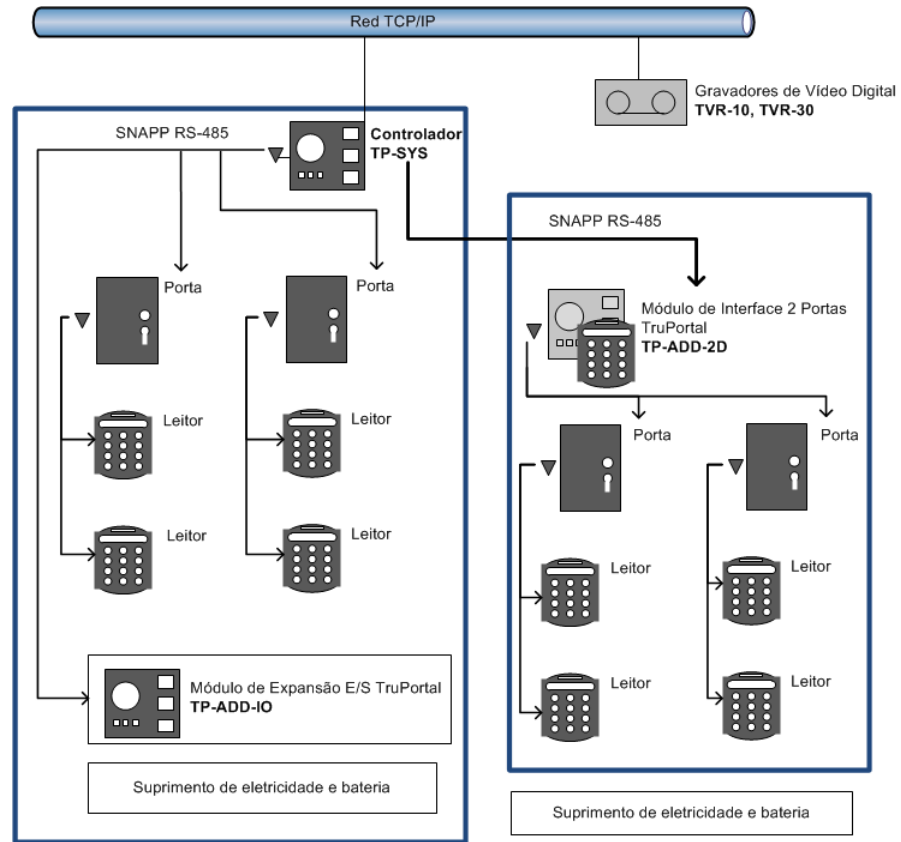 Red TCP/IP
Gravadores de Vídeo Digital
TVR-10, TVR-30
SNAPP RS-485
Controlador
TP-SYS
SNAPP RS-485
Porta
Porta
Módulo de Interface 2 Portas
TruPortal
TP-ADD-2D
Leitor
Leitor
Porta
Porta
Leitor
Leitor
Leitor
Leitor
Módulo de Expansão E/S TruPortal
TP-ADD-IO
Leitor
Leitor
Suprimento de eletricidade e bateria
Suprimento de eletricidade e bateria